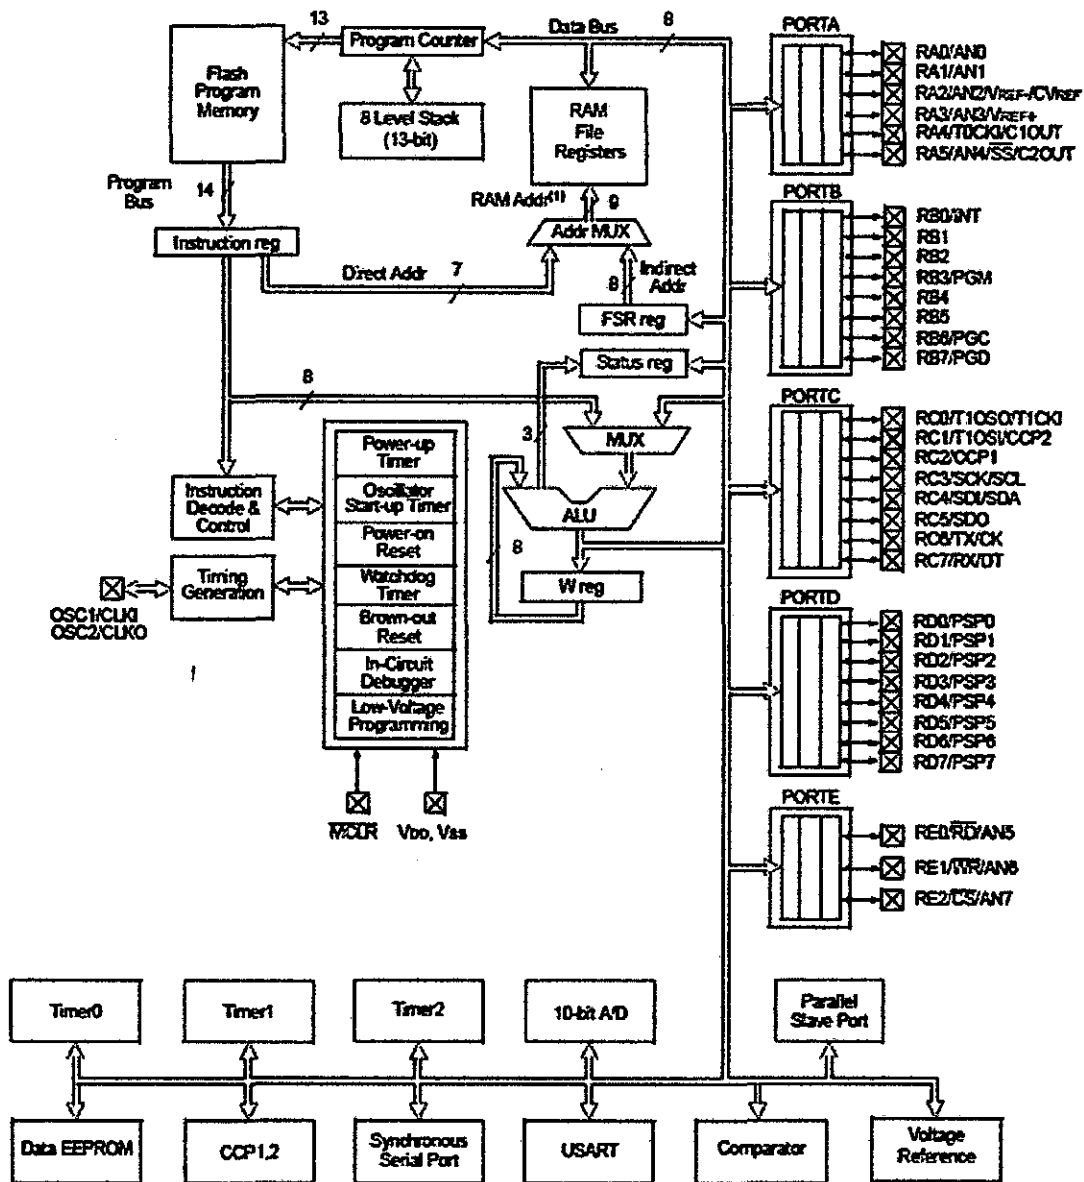 13
Data Bus
8
PORTA
Flash
Program
Memory
Program Counter
8 Level Stack
(13-bit)
RAM
File
Registers
RA0/AN0
RA1/AN1
RA2/AN2/VREF-/CVREF
RA3/AN3/VREF+
RA4/T0CKI/C1OUT
RA5/AN4/SS/C2OUT
Program
Bus
14
RAM Addr(1)
9
PORTB
Instruction reg
Addr MUX
RB0/INT
RB1
RB2
RB3/PGM
RB4
RB5
RB6/PGC
RB7/PGD
Direct Addr
7
8
Indirect
Addr
FSR reg
Status reg
8
3
MUX
PORTC
RC0/T1OSO/T1CKI
RC1/T1OSI/CCP2
RC2/CCP1
RC3/SCK/SCL
RC4/SDI/SDA
RC5/SDO
RC6/TX/CK
RC7/RX/DT
Power-up
Timer
Oscillator
Start-up Timer
Power-on
Reset
Watchdog
Timer
Brown-out
Reset
In-Circuit
Debugger
Low-Voltage
Programming
Instruction
Decode &
Control
Timing
Generation
OSC1/CLKI
OSC2/CLKO
ALU
8
W reg
PORTD
RD0/PSP0
RD1/PSP1
RD2/PSP2
RD3/PSP3
RD4/PSP4
RD5/PSP5
RD6/PSP6
RD7/PSP7
MCLR
VDD, VSS
PORTE
RE0/RD/AN5
RE1/WR/AN6
RE2/CS/AN7
Timer0
Timer1
Timer2
10-bit A/D
Parallel
Slave Port
Data EEPROM
CCP1,2
Synchronous
Serial Port
USART
Comparator
Voltage
Reference